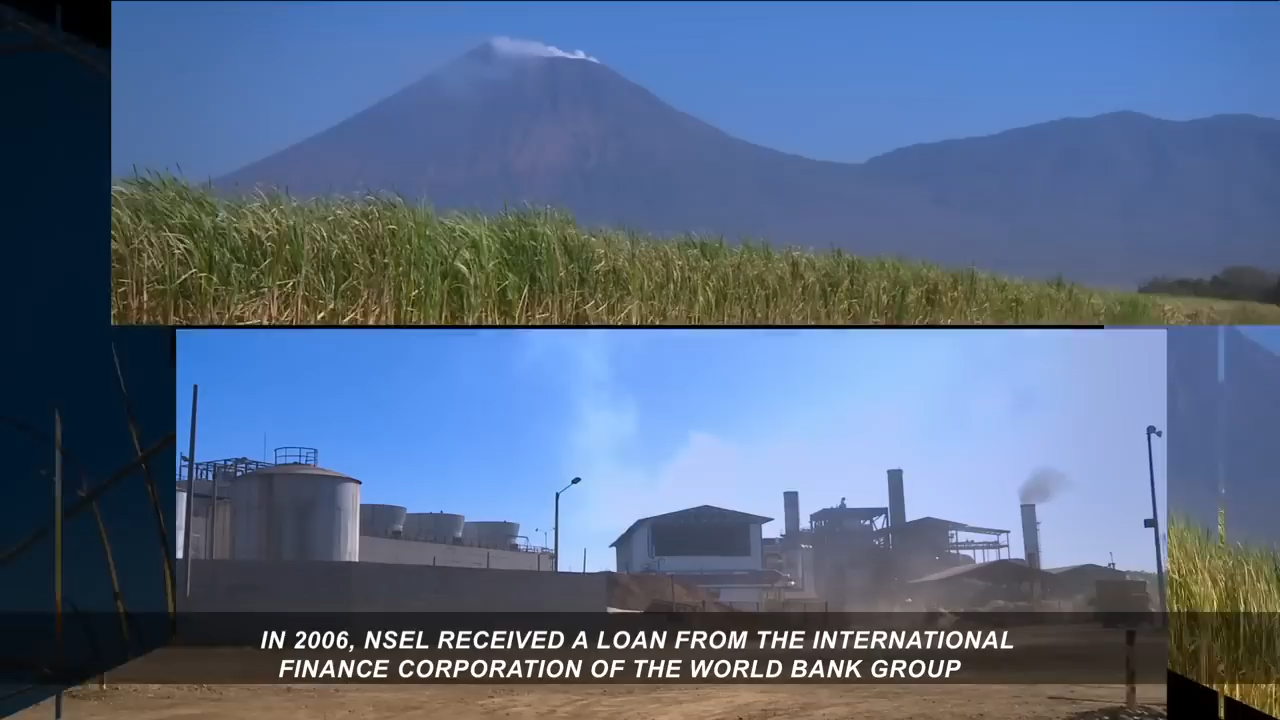 IN 2006, NSEL RECEIVED A LOAN FROM THE INTERNATIONAL
FINANCE CORPORATION OF THE WORLD BANK GROUP